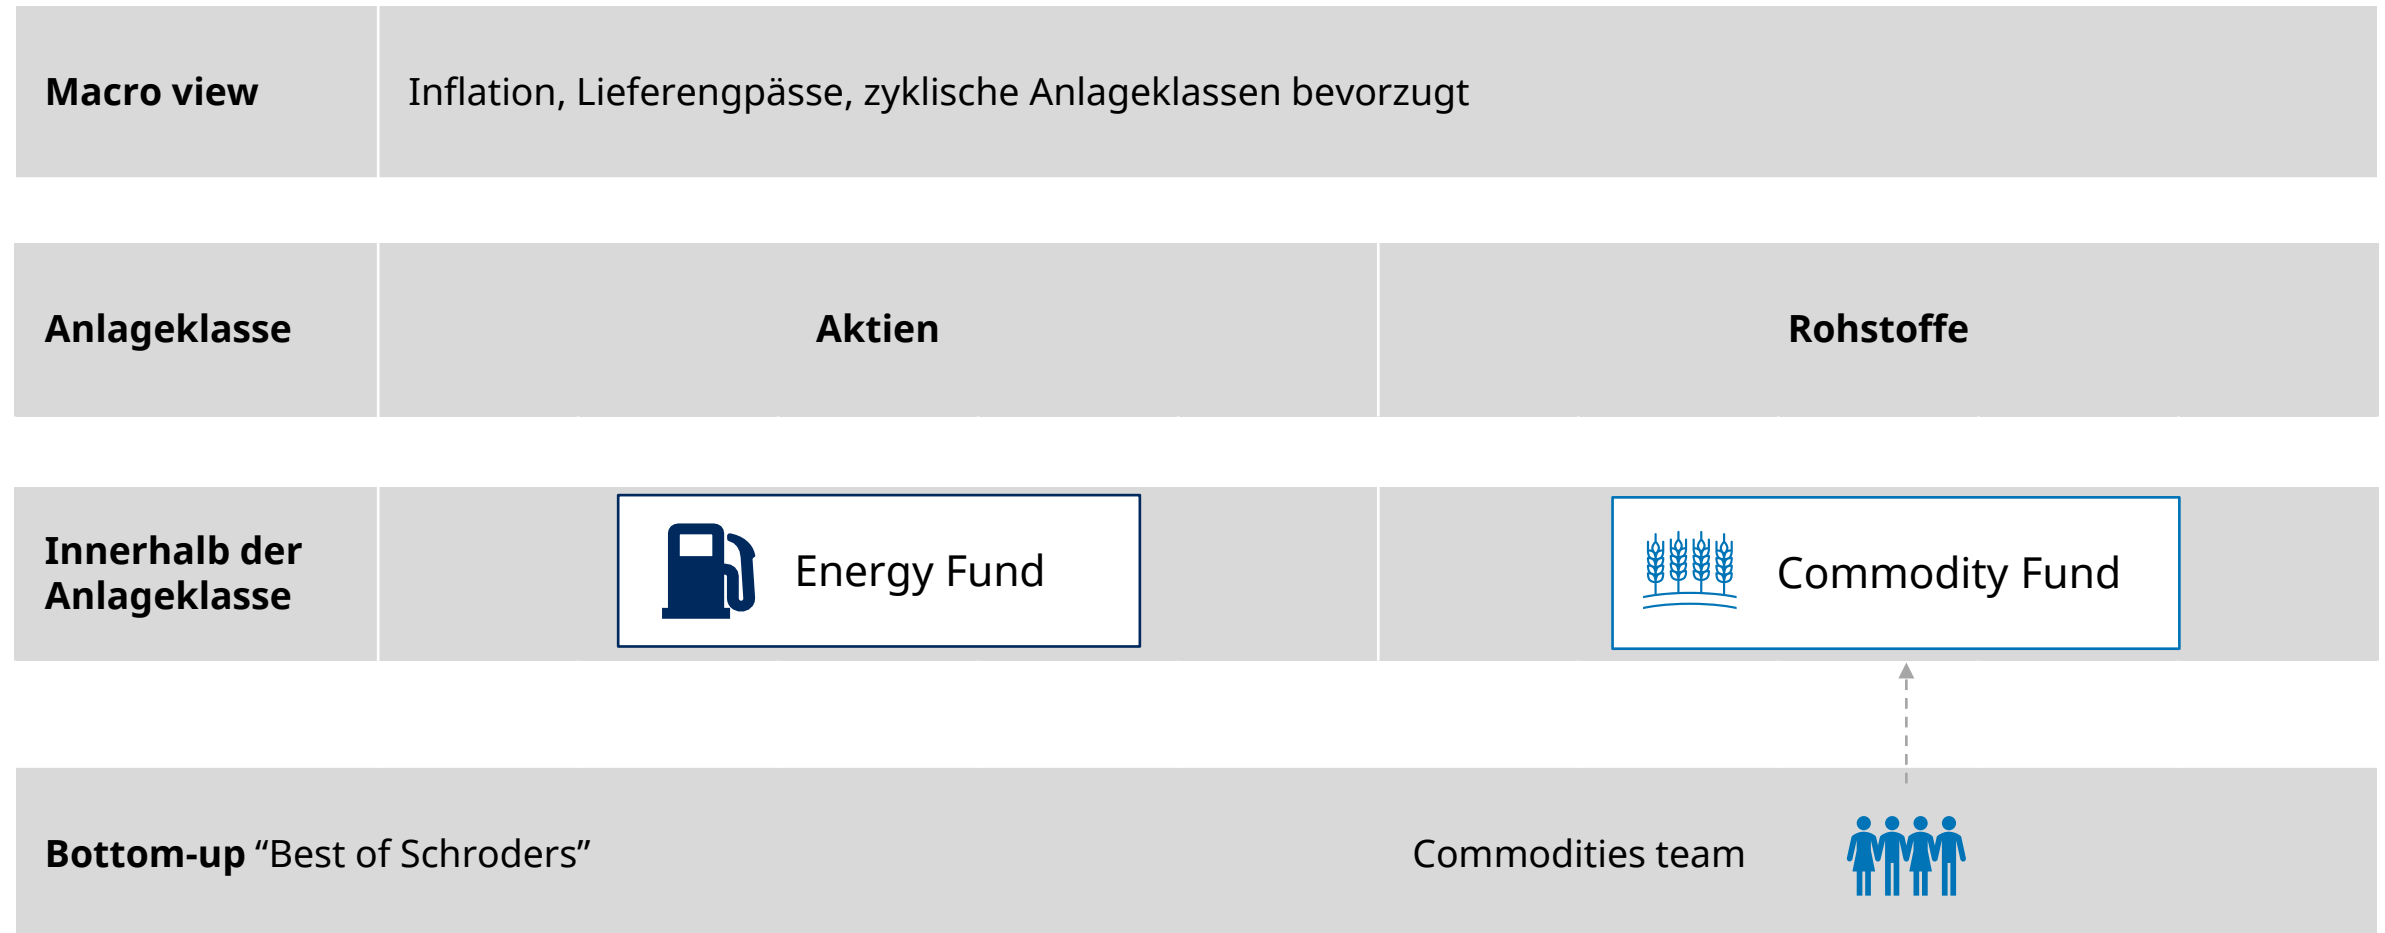 Macro view
Inflation, Lieferengpässe, zyklische Anlageklassen bevorzugt
Anlageklasse
Aktien
Rohstoffe
Innerhalb der
Anlageklasse
Energy Fund
Commodity Fund
Bottom-up “Best of Schroders”
Commodities team